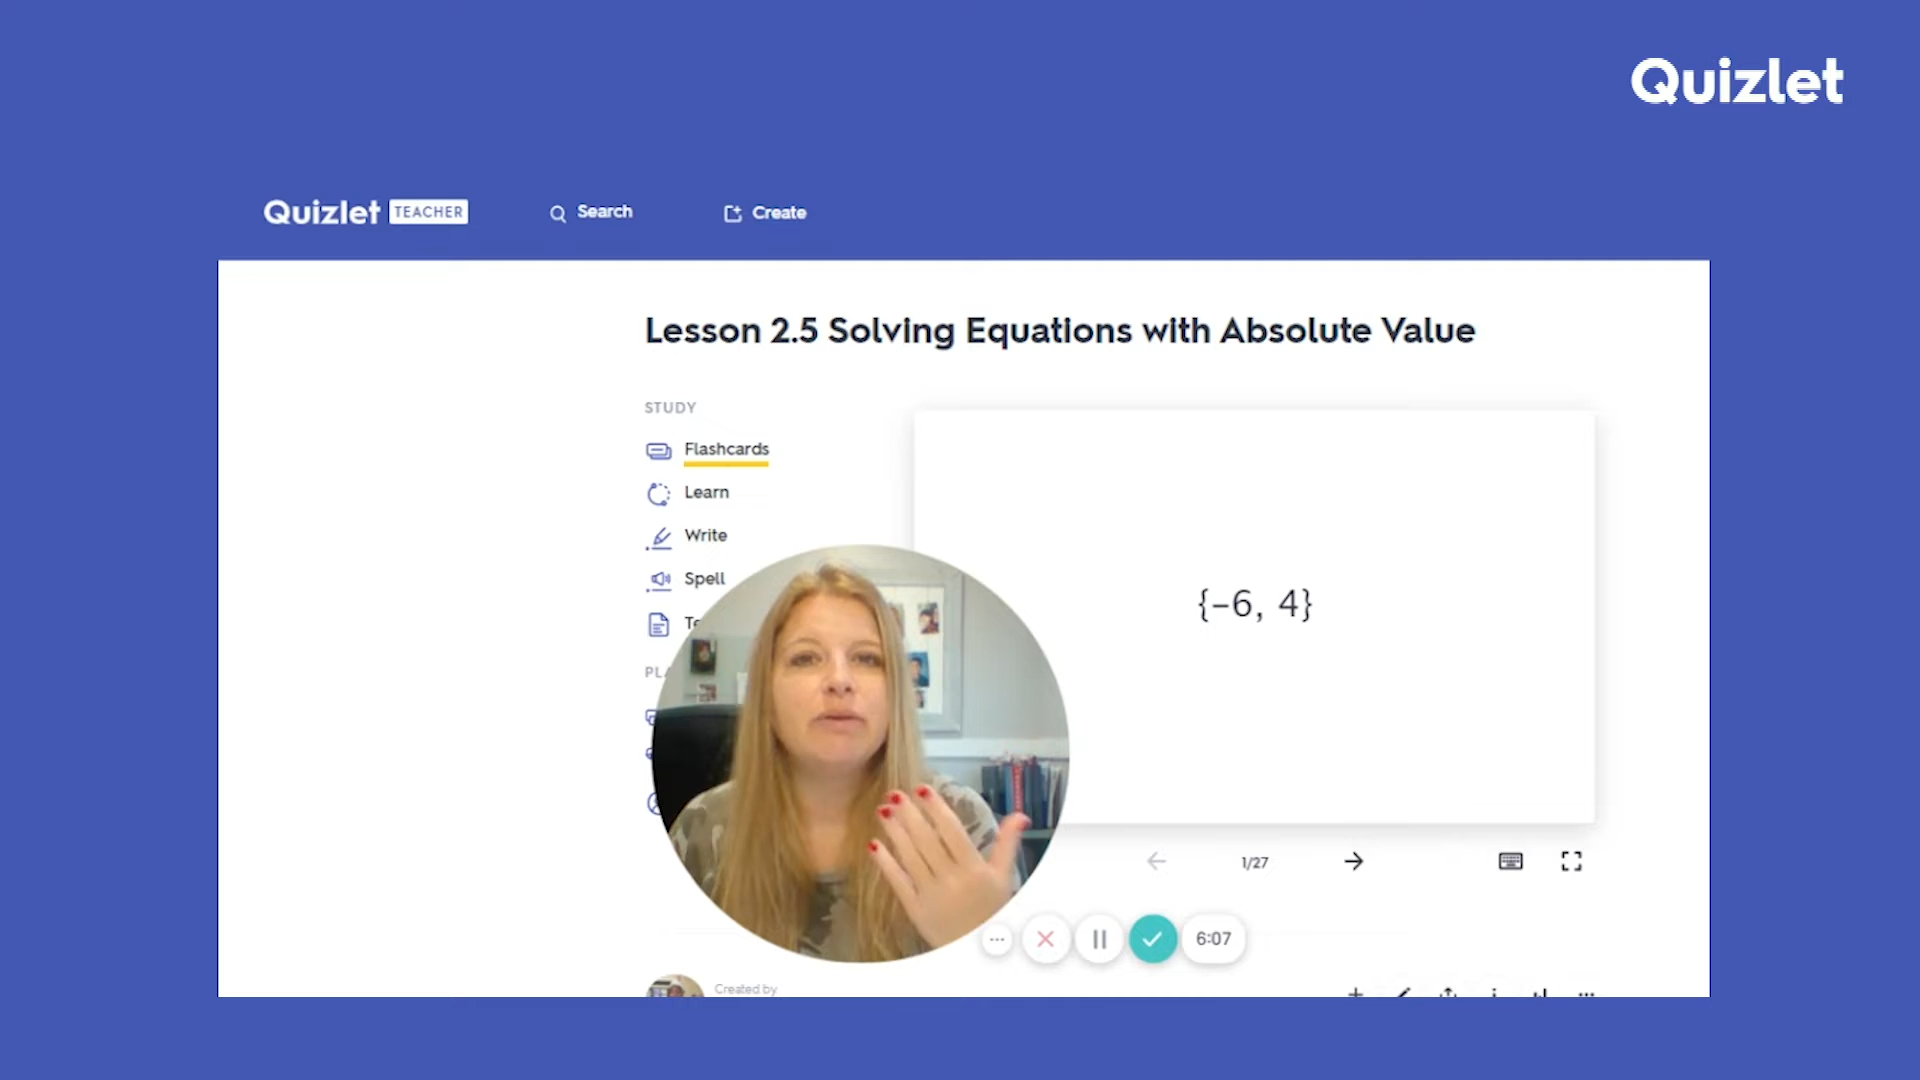 Quizlet
Quizlet TEACHER
Search
Create
Lesson 2.5 Solving Equations with Absolute Value
STUDY
Flashcards
Learn
Write
Spell
{-6, 4}
1/27
6:07
Created by